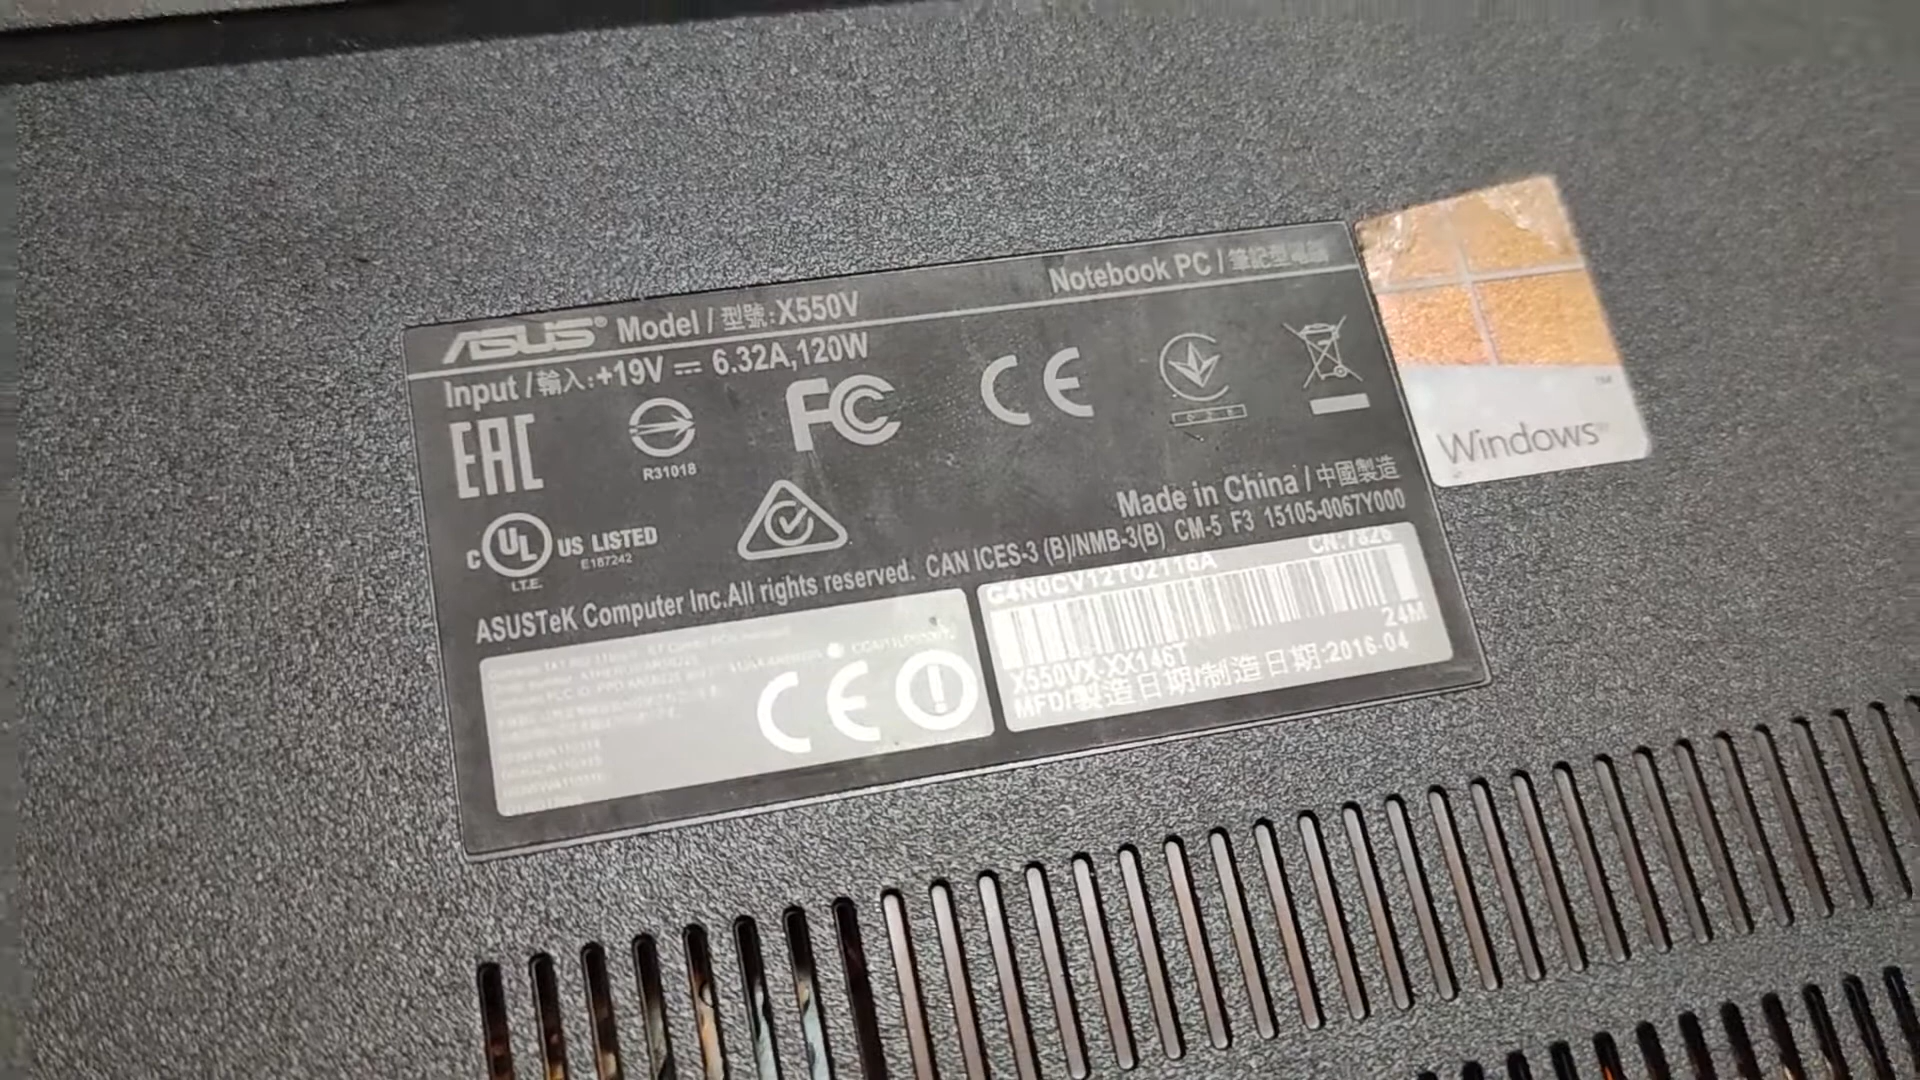 ASUS® Model / 型號:X550V
Notebook PC / 筆記型電腦
Input / 輸入:+19V ⎓ 6.32A,120W
EAC
R31018
FC
CE
Windows
Made in China / 中國製造
C UL US LISTED
E187242
I.T.E.
CAN ICES-3 (B)/NMB-3(B) CM-5 F3 15105-0067Y000
ASUSTeK Computer Inc.All rights reserved.
CE
G4N0CV12T02116A
CN:7826
24M
X550VX-XX146T
MFD/製造日期/制造日期:2016-04